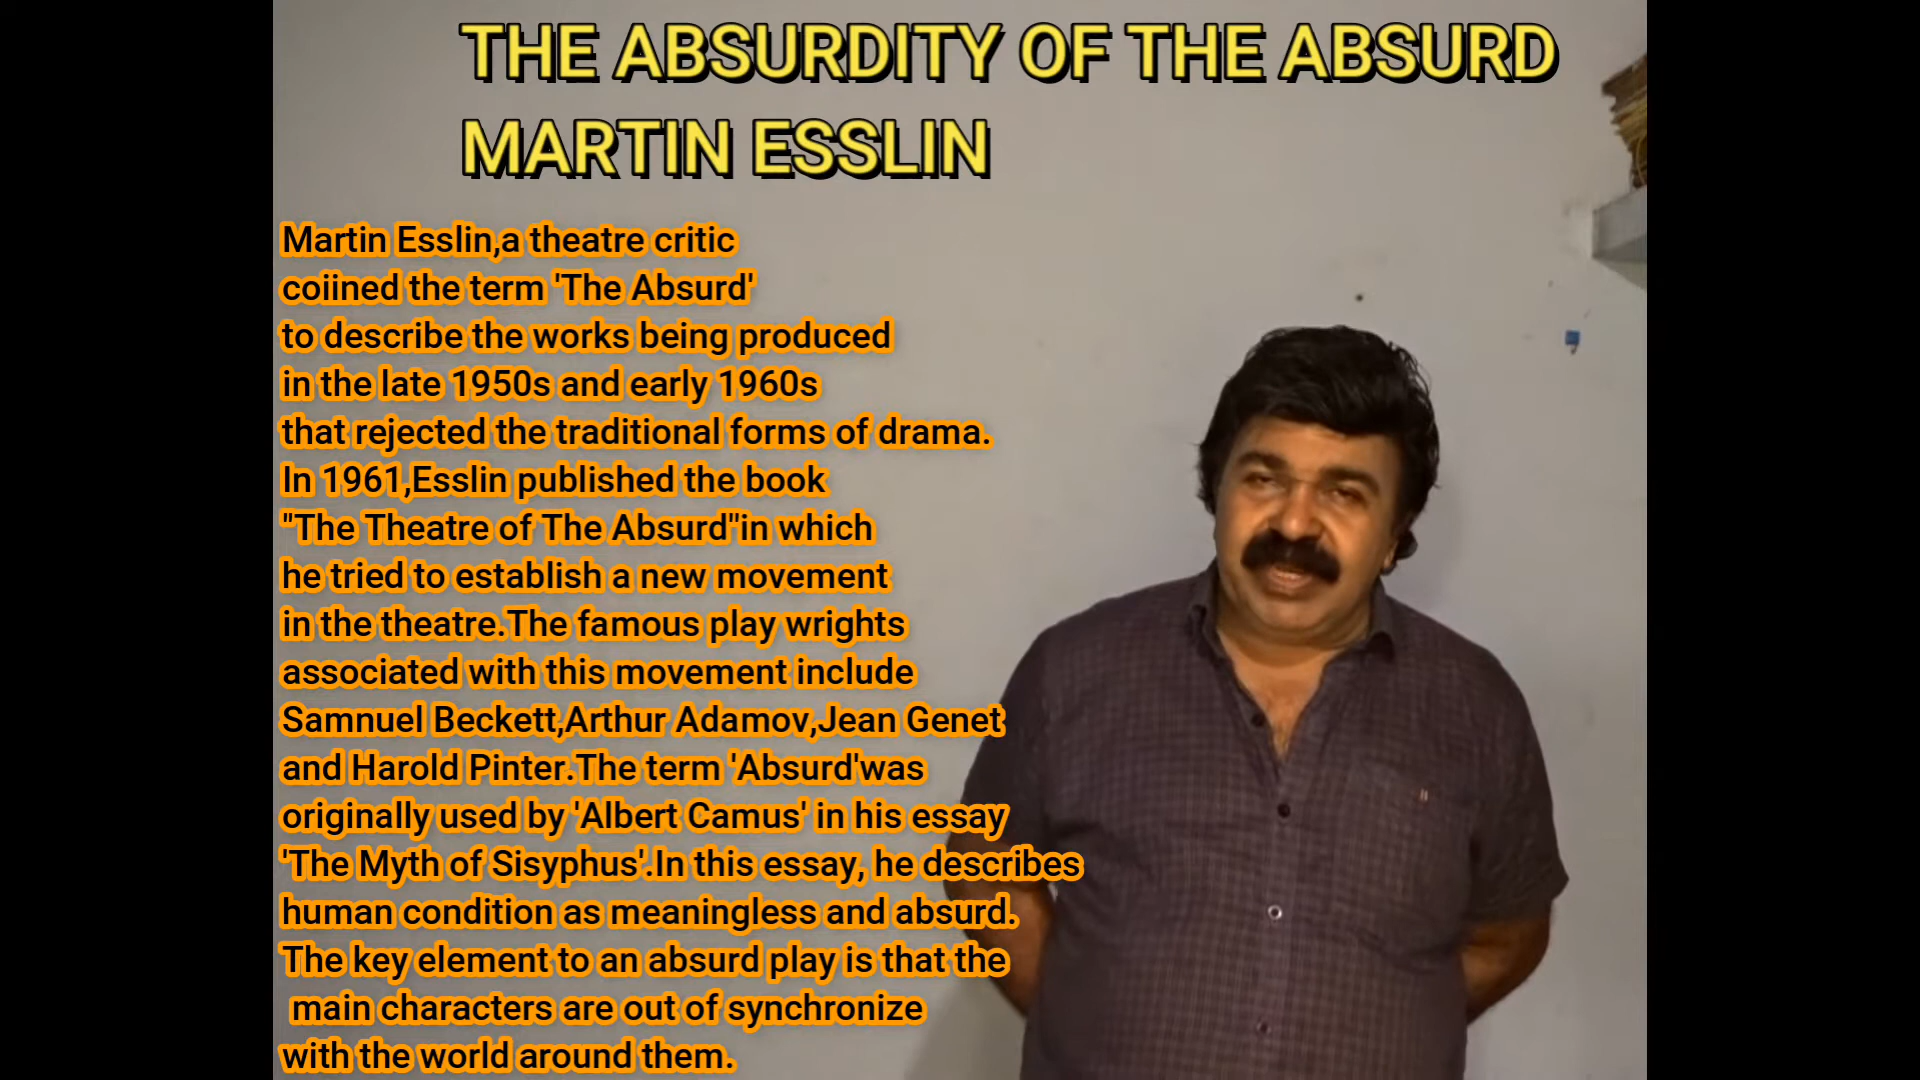 THE ABSURDITY OF THE ABSURD
MARTIN ESSLIN
Martin Esslin,a theatre critic
coiined the term 'The Absurd'
to describe the works being produced
in the late 1950s and early 1960s
that rejected the traditional forms of drama.
In 1961,Esslin published the book
"The Theatre of The Absurd"in which
he tried to establish a new movement
in the theatre.The famous play wrights
associated with this movement include
Samnuel Beckett,Arthur Adamov,Jean Genet
and Harold Pinter.The term 'Absurd'was
originally used by 'Albert Camus' in his essay
'The Myth of Sisyphus'.In this essay, he describes
human condition as meaningless and absurd.
The key element to an absurd play is that the
main characters are out of synchronize
with the world around them.